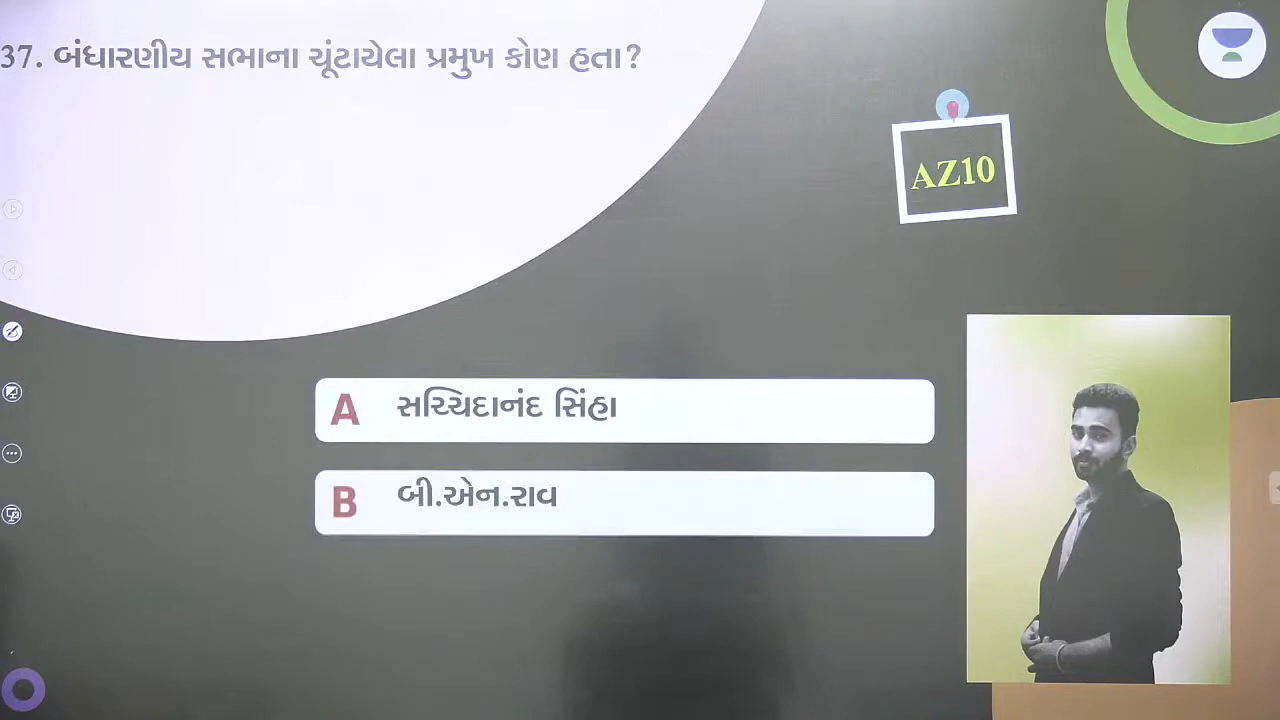 37. બંધારણીય સભાના ચૂંટાયેલા પ્રમુખ કોણ હતા?
AZ10
A સચ્ચિદાનંદ સિંહા
B બી.એન.રાવ